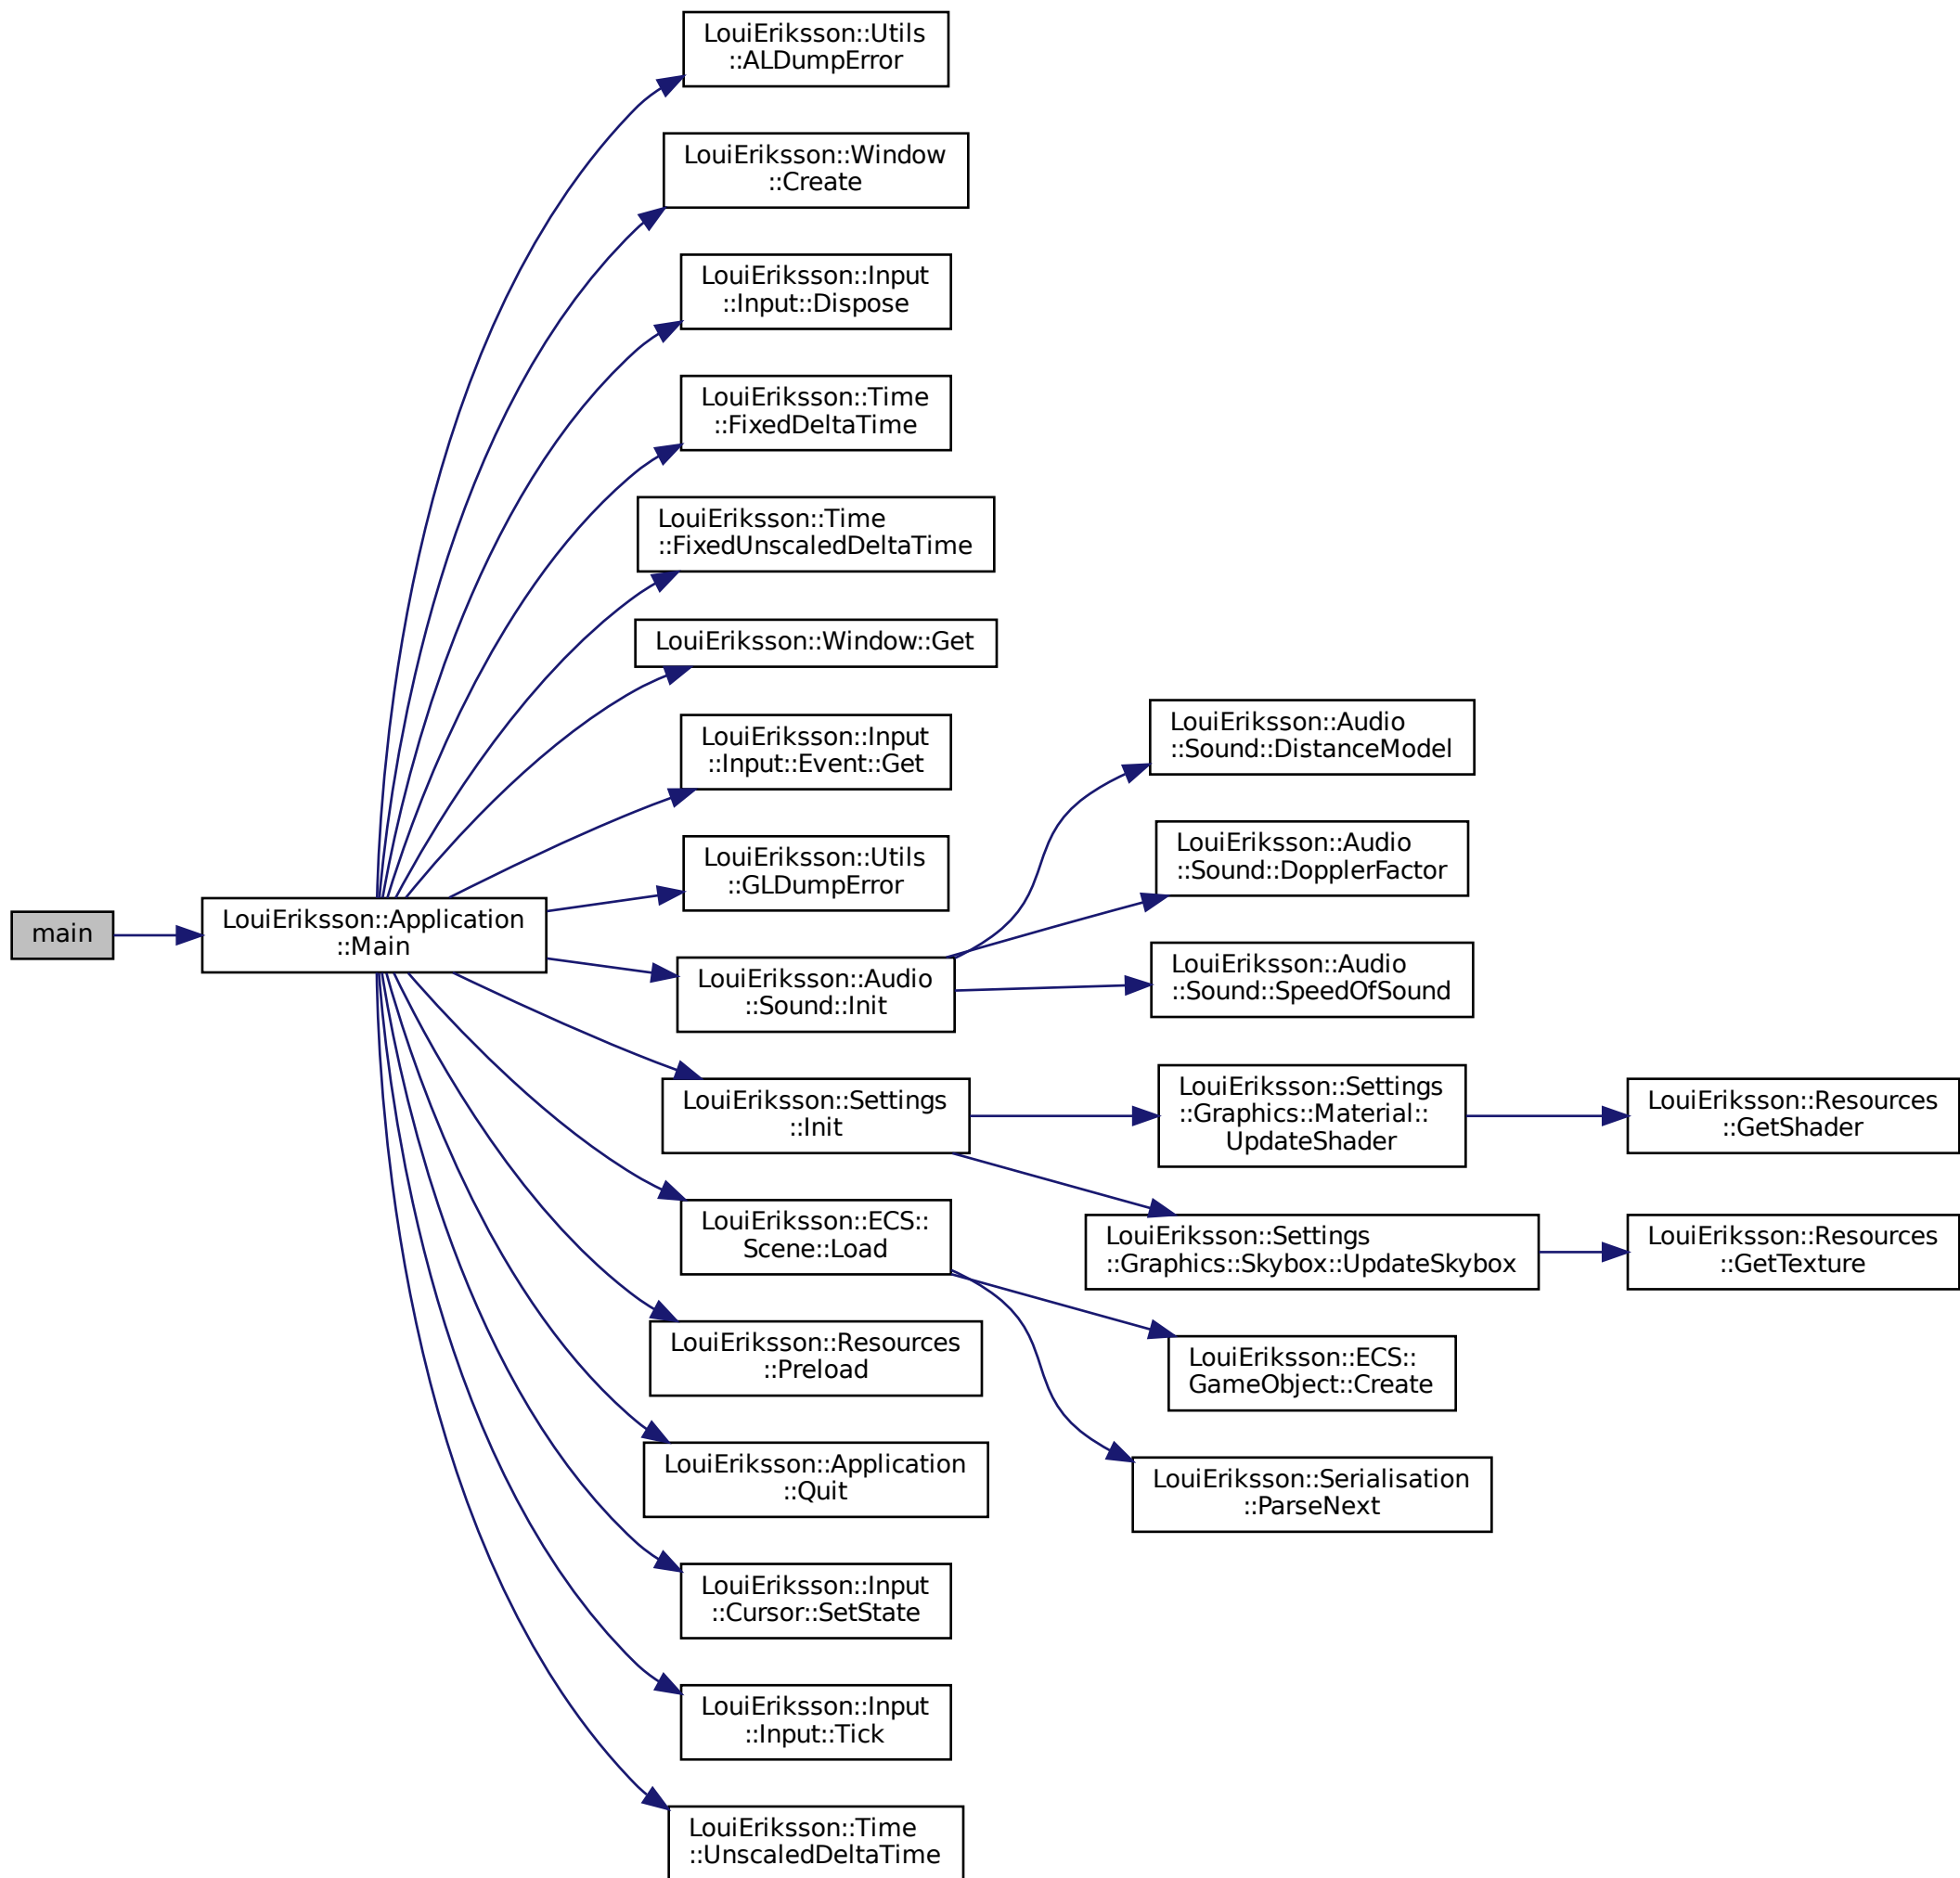 main
LouiEriksson::Application
::Main
LouiEriksson::Utils
::ALDumpError
LouiEriksson::Window
::Create
LouiEriksson::Input
::Input::Dispose
LouiEriksson::Time
::FixedDeltaTime
LouiEriksson::Time
::FixedUnscaledDeltaTime
LouiEriksson::Window::Get
LouiEriksson::Input
::Input::Event::Get
LouiEriksson::Utils
::GLDumpError
LouiEriksson::Audio
::Sound::Init
LouiEriksson::Settings
::Init
LouiEriksson::ECS::
Scene::Load
LouiEriksson::Resources
::Preload
LouiEriksson::Application
::Quit
LouiEriksson::Input
::Cursor::SetState
LouiEriksson::Input
::Input::Tick
LouiEriksson::Time
::UnscaledDeltaTime
LouiEriksson::Audio
::Sound::DistanceModel
LouiEriksson::Audio
::Sound::DopplerFactor
LouiEriksson::Audio
::Sound::SpeedOfSound
LouiEriksson::Settings
::Graphics::Material::
UpdateShader
LouiEriksson::Settings
::Graphics::Skybox::UpdateSkybox
LouiEriksson::ECS::
GameObject::Create
LouiEriksson::Serialisation
::ParseNext
LouiEriksson::Resources
::GetShader
LouiEriksson::Resources
::GetTexture